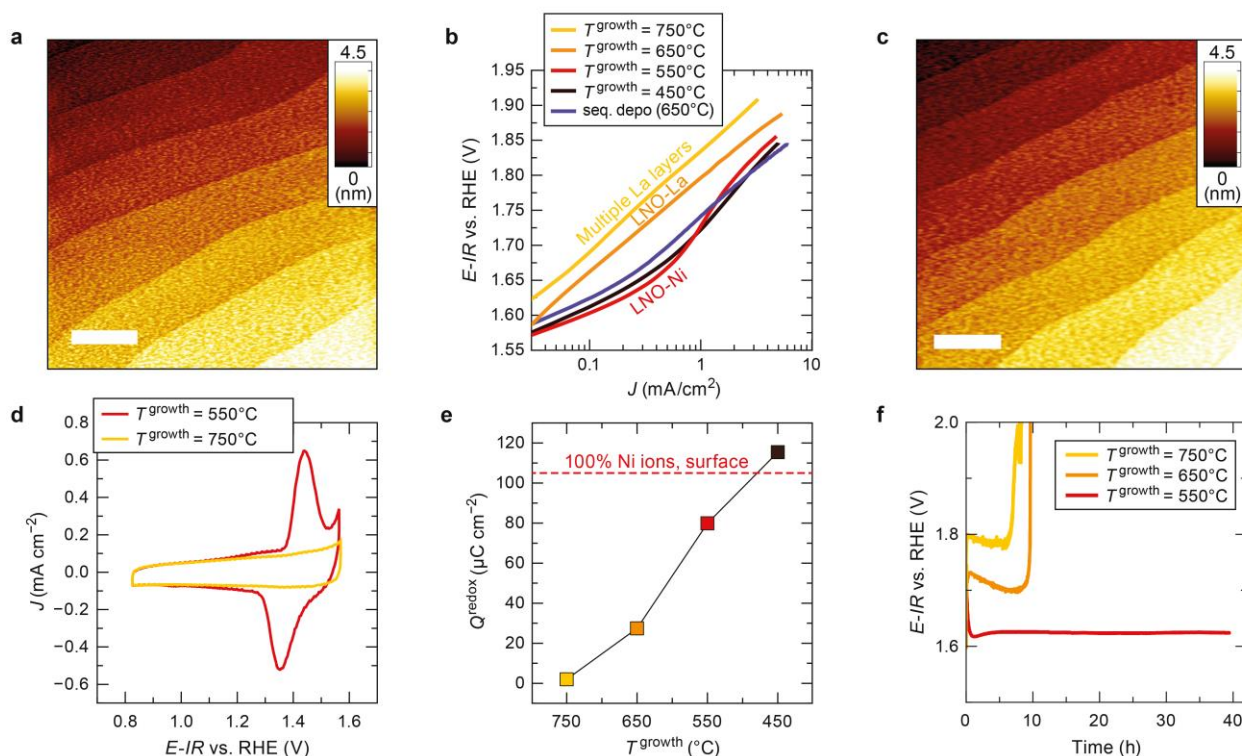 a
4.5
0
(nm)
b
T^growth = 750°C
T^growth = 650°C
T^growth = 550°C
T^growth = 450°C
seq. depo (650°C)
1.95
1.90
1.85
1.80
1.75
1.70
1.65
1.60
1.55
E-IR vs. RHE (V)
Multiple La layers
LNO-La
LNO-Ni
0.1
1
10
J (mA/cm²)
c
4.5
0
(nm)
d
T^growth = 550°C
T^growth = 750°C
0.8
0.6
0.4
0.2
0.0
−0.2
−0.4
−0.6
J (mA cm⁻²)
0.8
1.0
1.2
1.4
1.6
E-IR vs. RHE (V)
e
120
100
80
60
40
20
0
Q^redox (μC cm⁻²)
100% Ni ions, surface
750
650
550
450
T^growth (°C)
f
2.0
1.8
1.6
E-IR vs. RHE (V)
T^growth = 750°C
T^growth = 650°C
T^growth = 550°C
0
10
20
30
40
Time (h)